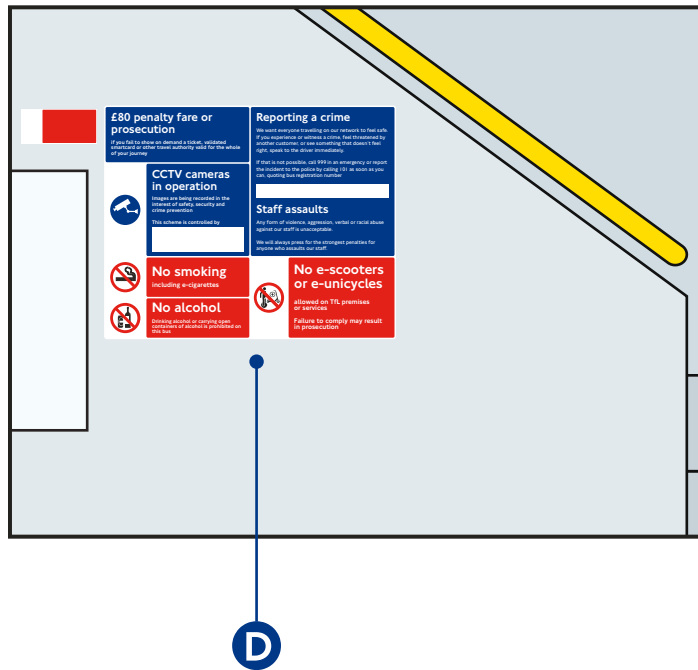 £80 penalty fare or
prosecution
If you fail to show on demand a ticket, validated
smartcard or other travel authority valid for the whole
of your journey
CCTV cameras
in operation
Images are being recorded in the
interest of safety, security and
crime prevention
This scheme is controlled by
No smoking
including e-cigarettes
No alcohol
Drinking alcohol or carrying open
containers of alcohol is prohibited on
this bus
Reporting a crime
We want everyone travelling on our network to feel safe.
If you experience or witness a crime, feel threatened by
another customer, or see something that doesn't feel
right, speak to the driver immediately.
If that is not possible, call 999 in an emergency or report
the incident to the police by calling 101 as soon as you
can, quoting bus registration number
Staff assaults
Any form of violence, aggression, verbal or racial abuse
against our staff is unacceptable.
We will always press for the strongest penalties for
anyone who assaults our staff.
No e-scooters
or e-unicycles
allowed on TfL premises
or services
Failure to comply may result
in prosecution
D